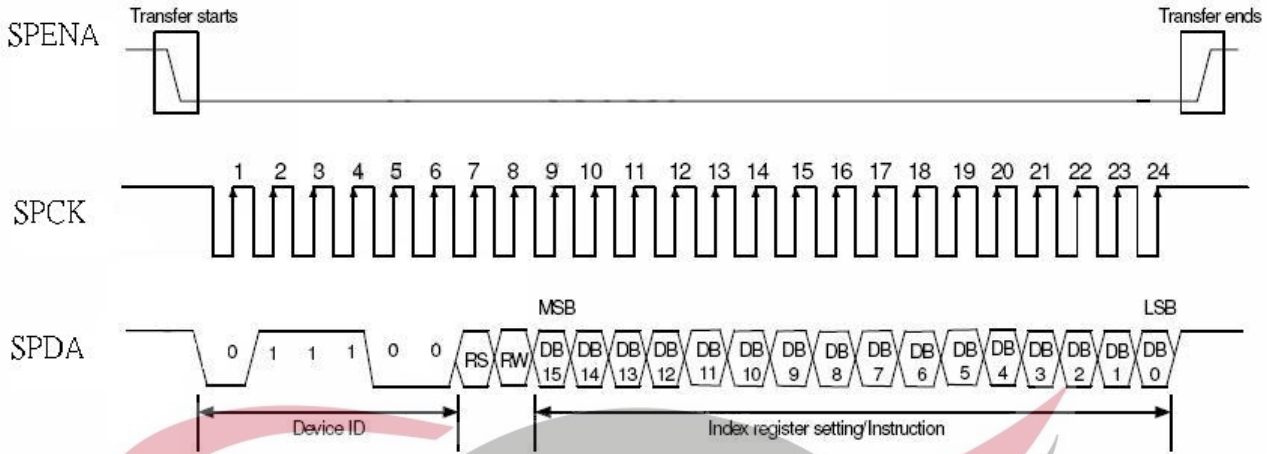 Transfer starts
Transfer ends
SPENA
1 2 3 4 5 6 7 8 9 10 11 12 13 14 15 16 17 18 19 20 21 22 23 24
SPCK
MSB
LSB
SPDA
0 1 1 1 0 0 RS RW DB 15 DB 14 DB 13 DB 12 DB 11 DB 10 DB 9 DB 8 DB 7 DB 6 DB 5 DB 4 DB 3 DB 2 DB 1 DB 0
Device ID
Index register setting/Instruction